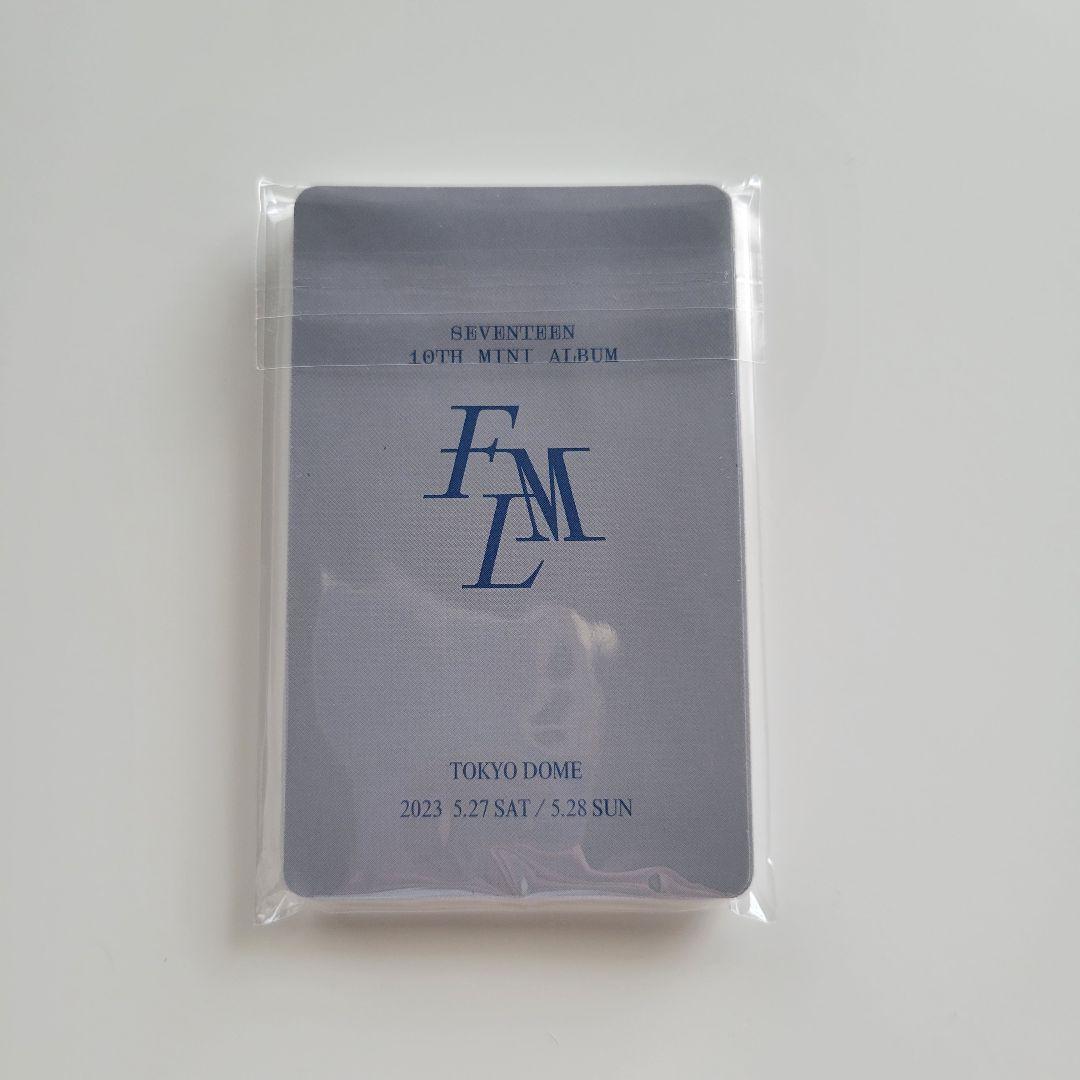 SEVENTEEN
10TH MINI ALBUM
FML
TOKYO DOME
2023 5.27 SAT / 5.28 SUN